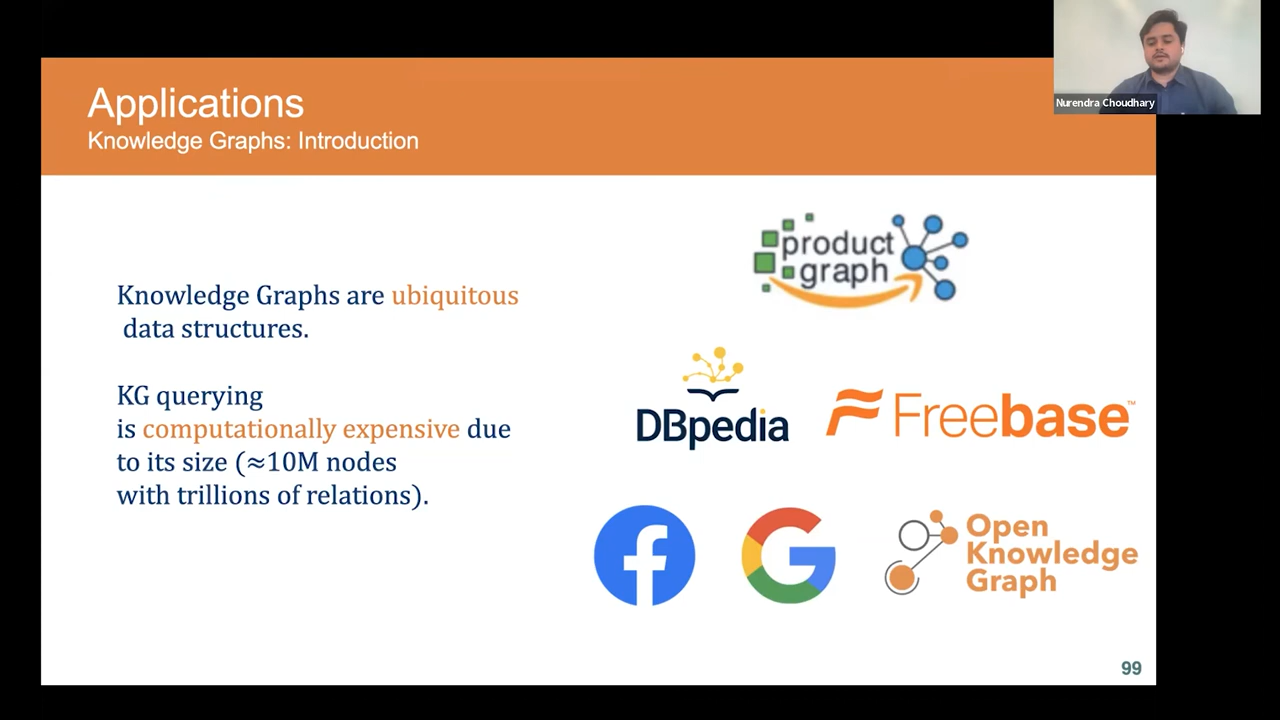 Applications
Knowledge Graphs: Introduction
Nurendra Choudhary
Knowledge Graphs are ubiquitous
data structures.
KG querying
is computationally expensive due
to its size (≈10M nodes
with trillions of relations).
product
graph
DBpedia
Freebase™
Open
Knowledge
Graph
99